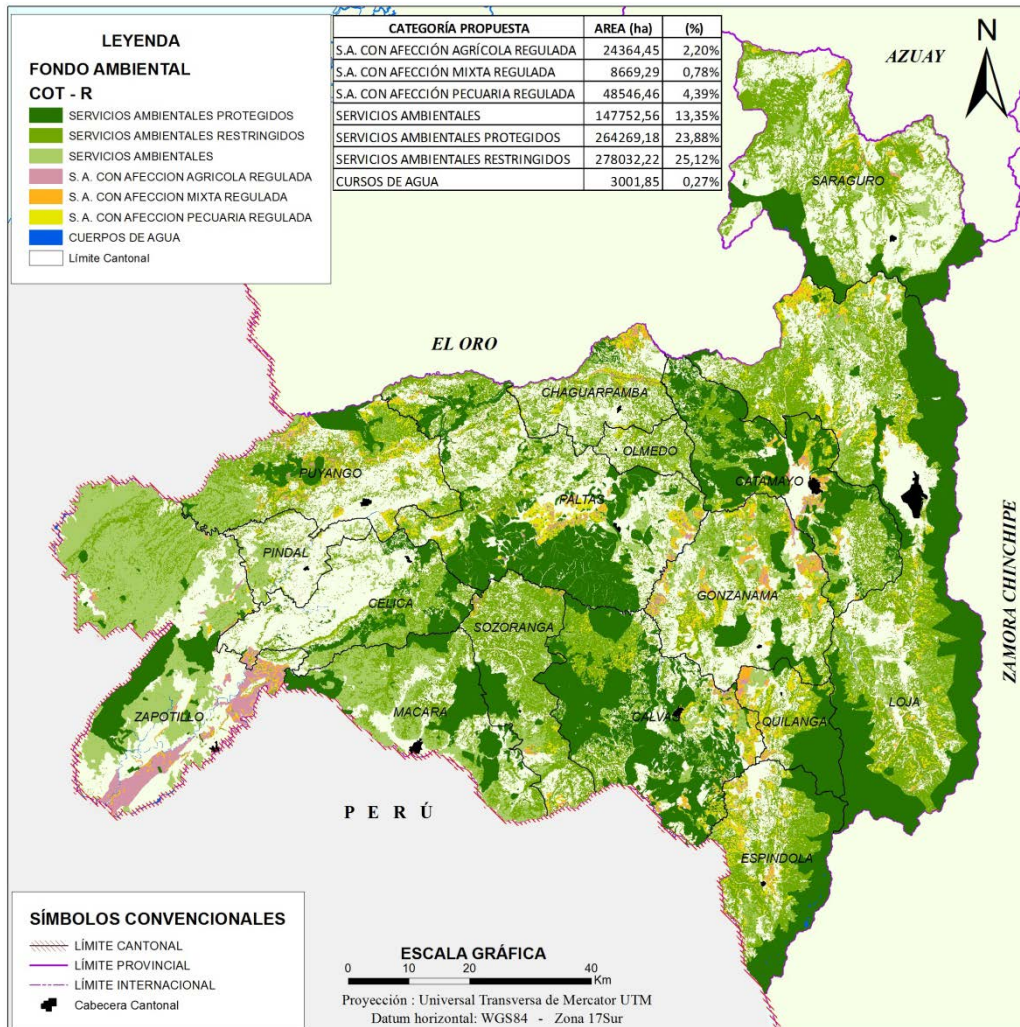 LEYENDA
FONDO AMBIENTAL
COT - R
SERVICIOS AMBIENTALES PROTEGIDOS
SERVICIOS AMBIENTALES RESTRINGIDOS
SERVICIOS AMBIENTALES
S. A. CON AFECCION AGRICOLA REGULADA
S. A. CON AFECCION MIXTA REGULADA
S. A. CON AFECCION PECUARIA REGULADA
CUERPOS DE AGUA
Límite Cantonal
CATEGORÍA PROPUESTA AREA (ha) (%)
S.A. CON AFECCIÓN AGRÍCOLA REGULADA 24364,45 2,20%
S.A. CON AFECCIÓN MIXTA REGULADA 8669,29 0,78%
S.A. CON AFECCIÓN PECUARIA REGULADA 48546,46 4,39%
SERVICIOS AMBIENTALES 147752,56 13,35%
SERVICIOS AMBIENTALES PROTEGIDOS 264269,18 23,88%
SERVICIOS AMBIENTALES RESTRINGIDOS 278032,22 25,12%
CURSOS DE AGUA 3001,85 0,27%
N
AZUAY
SARAGURO
EL ORO
CHAGUARPAMBA
OLMEDO
PUYANGO
CATAMAYO
PALTAS
PINDAL
GONZANAMA
CELICA
SOZORANGA
ZAMORA CHINCHIPE
ZAPOTILLO
MACARA
CALVAS
QUILANGA
LOJA
PERÚ
ESPINDOLA
SÍMBOLOS CONVENCIONALES
LÍMITE CANTONAL
LÍMITE PROVINCIAL
LÍMITE INTERNACIONAL
Cabecera Cantonal
ESCALA GRÁFICA
0 10 20 40
Km
Proyección : Universal Transversa de Mercator UTM
Datum horizontal: WGS84 - Zona 17Sur